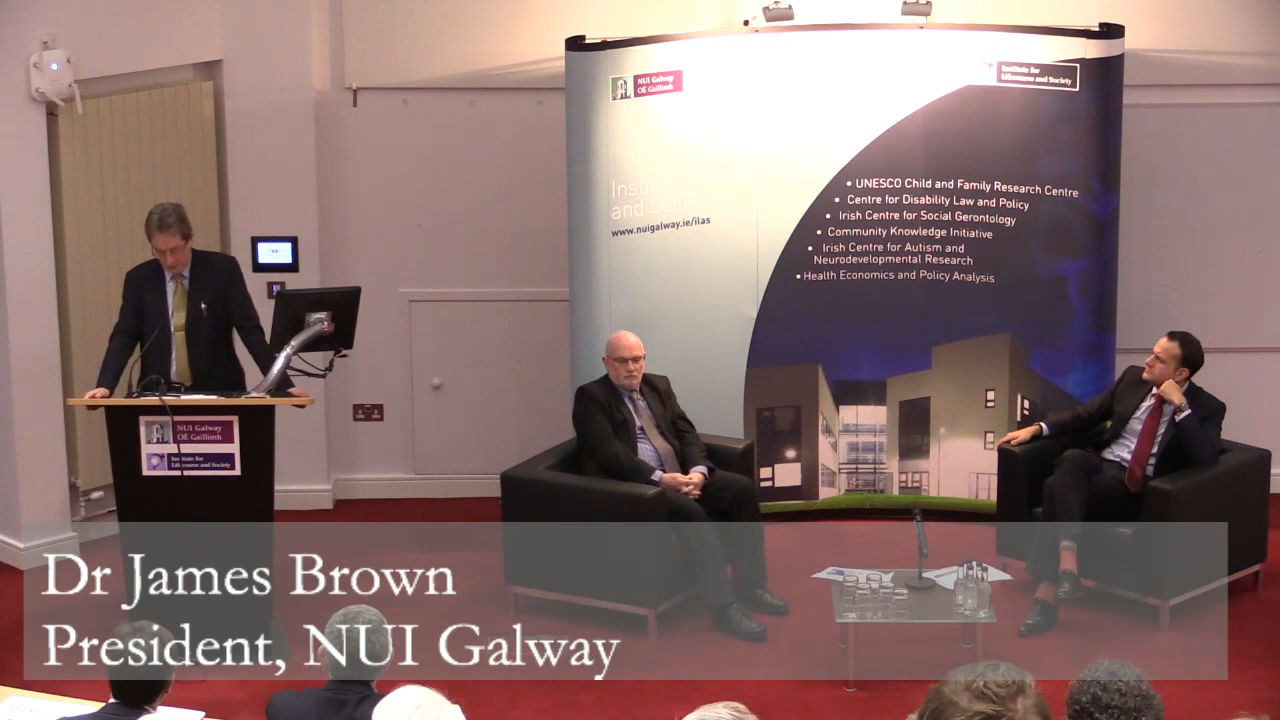 NUI Galway
OÉ Gaillimh
Institute for
Lifecourse and Society
Insti
and S
www.nuigalway.ie/ilas
• UNESCO Child and Family Research Centre
• Centre for Disability Law and Policy
• Irish Centre for Social Gerontology
• Community Knowledge Initiative
• Irish Centre for Autism and
Neurodevelopmental Research
• Health Economics and Policy Analysis
NUI Galway
OÉ Gaillimh
Institute for
Lifecourse and Society
Dr James Brown
President, NUI Galway